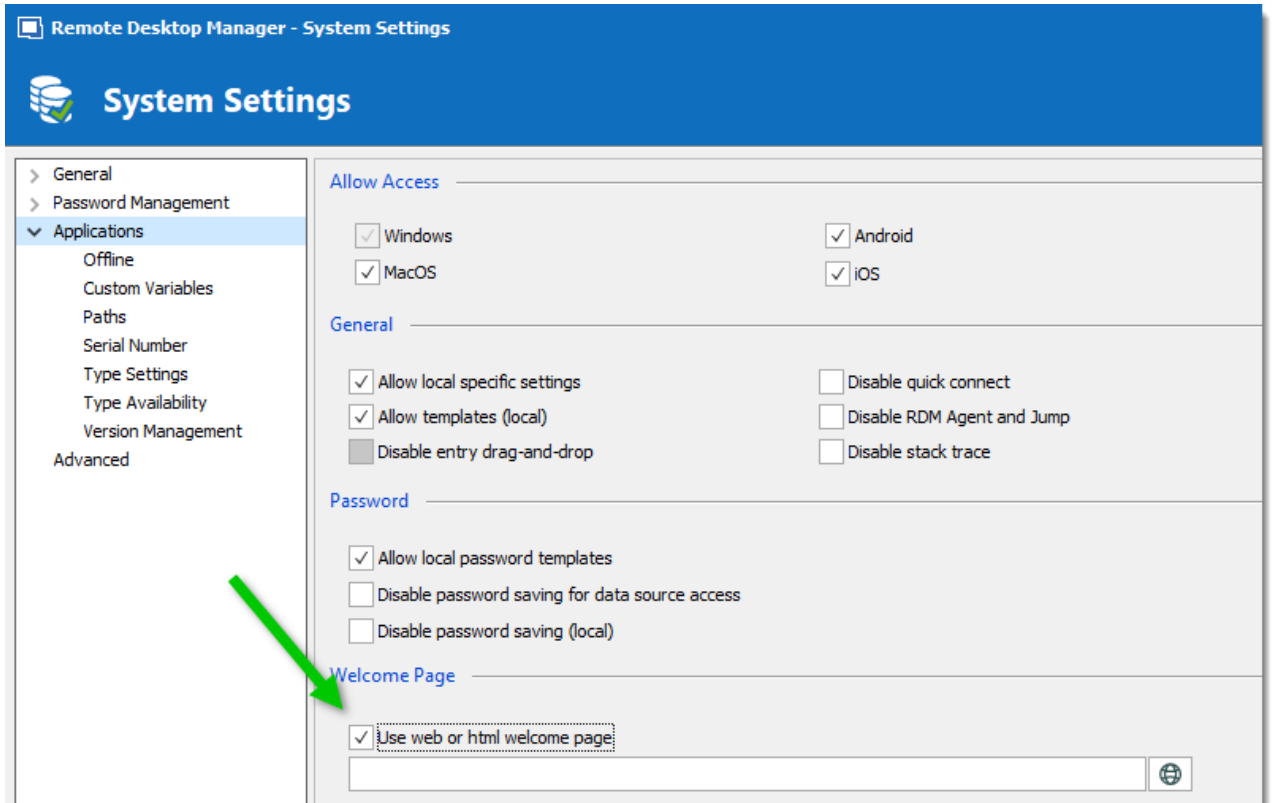 Remote Desktop Manager - System Settings
System Settings
General
Password Management
Applications
Offline
Custom Variables
Paths
Serial Number
Type Settings
Type Availability
Version Management
Advanced
Allow Access
Windows
Android
MacOS
iOS
General
Allow local specific settings
Disable quick connect
Allow templates (local)
Disable RDM Agent and Jump
Disable entry drag-and-drop
Disable stack trace
Password
Allow local password templates
Disable password saving for data source access
Disable password saving (local)
Welcome Page
Use web or html welcome page